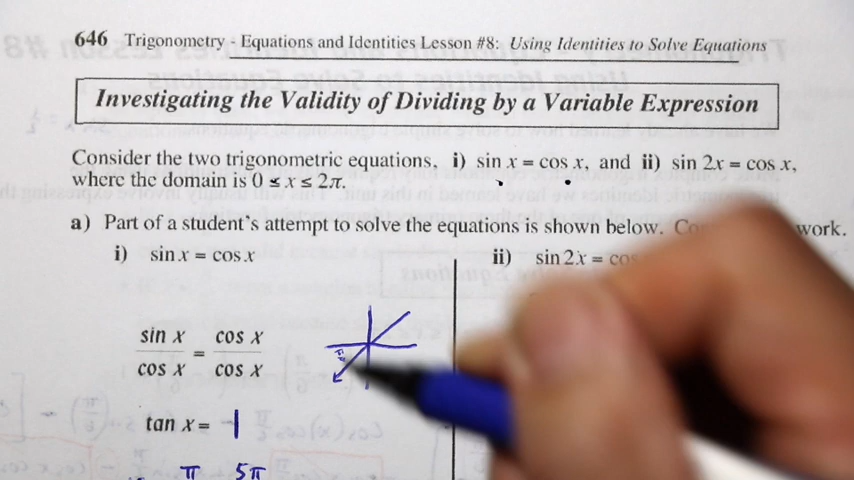 646 Trigonometry - Equations and Identities Lesson #8: Using Identities to Solve Equations
Investigating the Validity of Dividing by a Variable Expression
Consider the two trigonometric equations, i) sin x = cos x, and ii) sin 2x = cos x,
where the domain is 0 ≤ x ≤ 2π.
a) Part of a student's attempt to solve the equations is shown below. work.
i) sin x = cos x
ii) sin 2x = cos
sin x / cos x = cos x / cos x
tan x = 1
π 5π